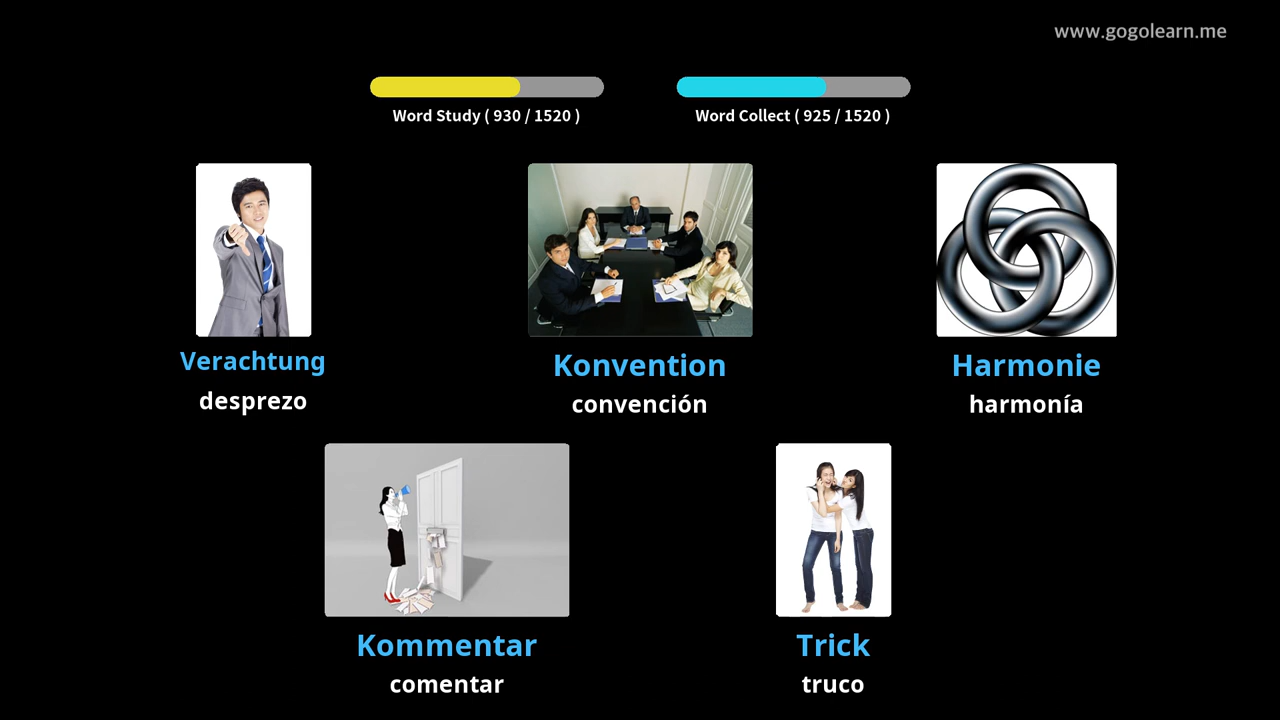 www.gogolearn.me
Word Study ( 930 / 1520 )
Word Collect ( 925 / 1520 )
Verachtung
desprezo
Konvention
convención
Harmonie
harmonía
Kommentar
comentar
Trick
truco